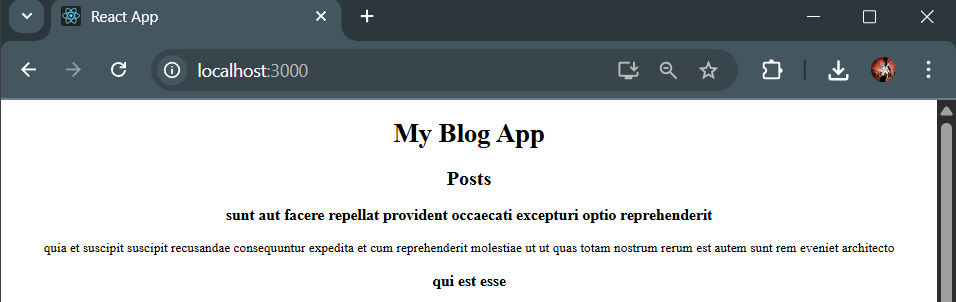 React App
localhost:3000
My Blog App
Posts
sunt aut facere repellat provident occaecati excepturi optio reprehenderit
quia et suscipit suscipit recusandae consequuntur expedita et cum reprehenderit molestiae ut ut quas totam nostrum rerum est autem sunt rem eveniet architecto
qui est esse